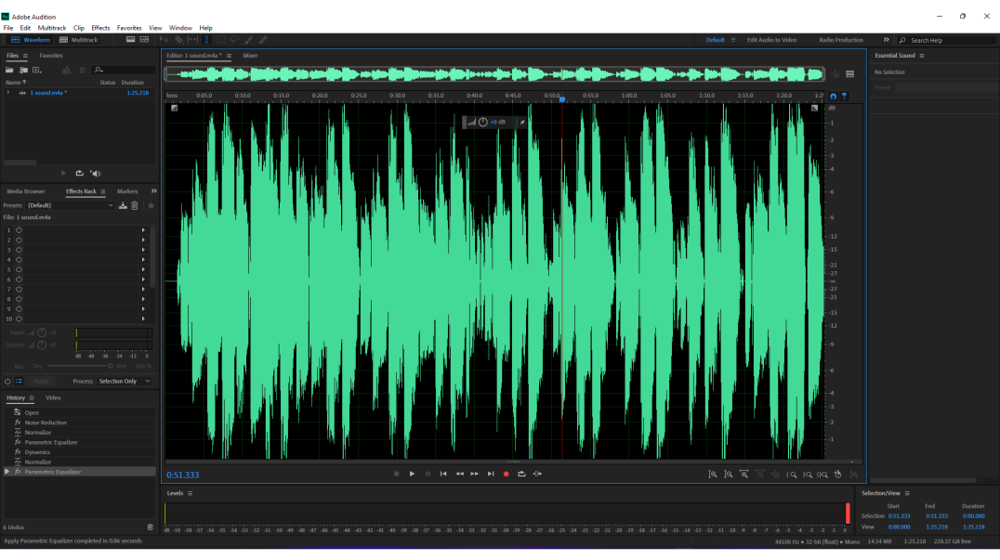 Au Adobe Audition
File Edit Multitrack Clip Effects Favorites View Window Help
Waveform Multitrack Default Edit Audio to Video Radio Production Search Help
Files Favorites
Name Status Duration
1 sound.m4a * 1:25.218
Media Browser Effects Rack Markers
Presets: (Default)
File: 1 sound.m4a
1
2
3
4
5
6
7
8
9
10
Input: +0
Output: +0
dB -48 -36 -24 -12 0
Mix: Dry Wet 100 %
Apply Process: Selection Only
History Video
Open
fx Noise Reduction
Normalize
fx Parametric Equalizer
fx Dynamics
Normalize
fx Parametric Equalizer
6 Undos
Apply Parametric Equalizer completed in 0.06 seconds
Editor: 1 sound.m4a * Mixer
hms 0:05.0 0:10.0 0:15.0 0:20.0 0:25.0 0:30.0 0:35.0 0:40.0 0:45.0 0:50.0 0:55.0 1:00.0 1:05.0 1:10.0 1:15.0 1:20.0 1:25
+0 dB
dB
-1
-2
-3
-4
-6
-9
-12
-15
-21
-27
-27
-21
-15
-12
-9
-6
-4
-3
-2
-1
0:51.333
Levels
dB -59 -58 -57 -56 -55 -54 -53 -52 -51 -50 -49 -48 -47 -46 -45 -44 -43 -42 -41 -40 -39 -38 -37 -36 -35 -34 -33 -32 -31 -30 -29 -28 -27 -26 -25 -24 -23 -22 -21 -20 -19 -18 -17 -16 -15 -14 -13 -12 -11 -10 -9 -8 -7 -6 -5 -4 -3 -2 -1 0
Essential Sound
No Selection
Preset:
Selection/View
Start End Duration
Selection 0:51.333 0:51.333 0:00.000
View 0:00.000 1:25.218 1:25.218
44100 Hz • 32-bit (float) • Mono 14.34 MB 1:25.218 220.37 GB free